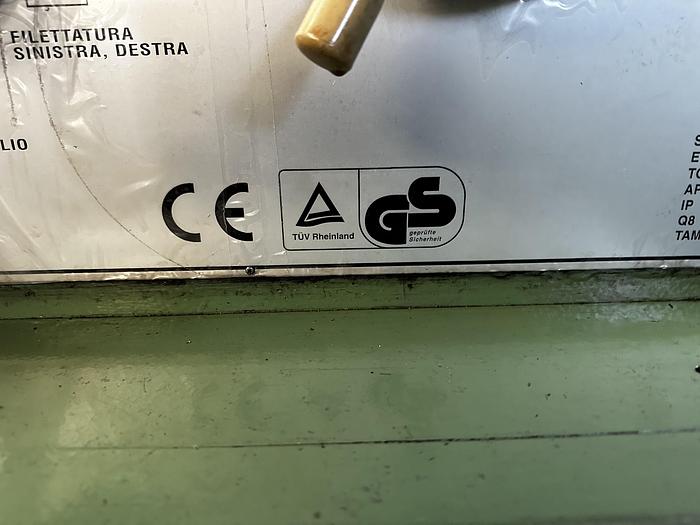 FILETTATURA
SINISTRA, DESTRA
LIO
CE
TÜV Rheinland
GS
geprüfte
Sicherheit
S
E
TO
AP
IP
Q8
TAM